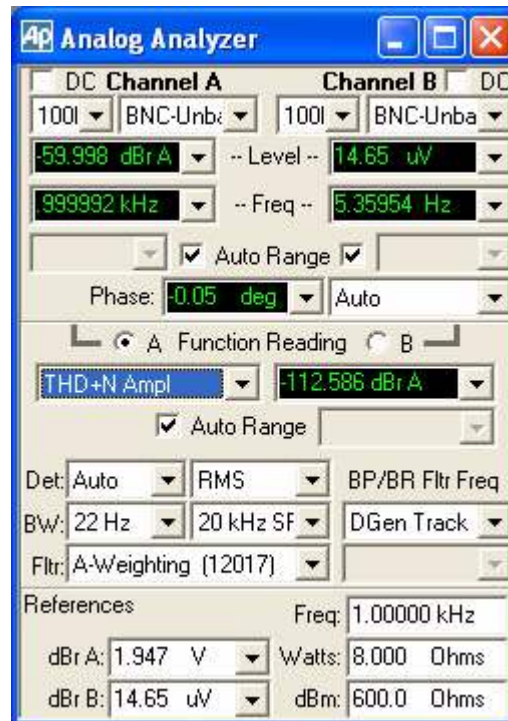 Ap Analog Analyzer
DC Channel A Channel B DC
BNC-Unba BNC-Unba
-59.998 dBr A -- Level -- 14.65 uV
.999992 kHz -- Freq -- 5.35954 Hz
Auto Range
Phase: -0.05 deg Auto
A Function Reading B
THD+N Ampl -112.586 dBr A
Auto Range
Det: Auto RMS BP/BR Fltr Freq
BW: 22 Hz 20 kHz SF DGen Track
Fltr: A-Weighting (12017)
References Freq: 1.00000 kHz
dBr A: 1.947 V Watts: 8.000 Ohms
dBr B: 14.65 uV dBm: 600.0 Ohms